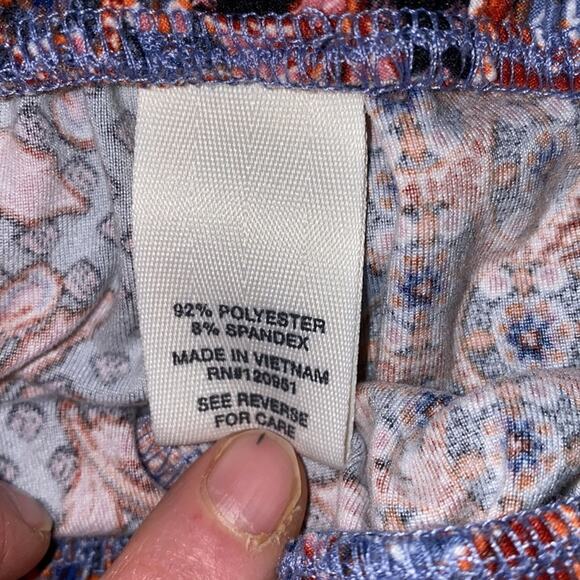 92% POLYESTER
8% SPANDEX
MADE IN VIETNAM
RN#120951
SEE REVERSE
FOR CARE